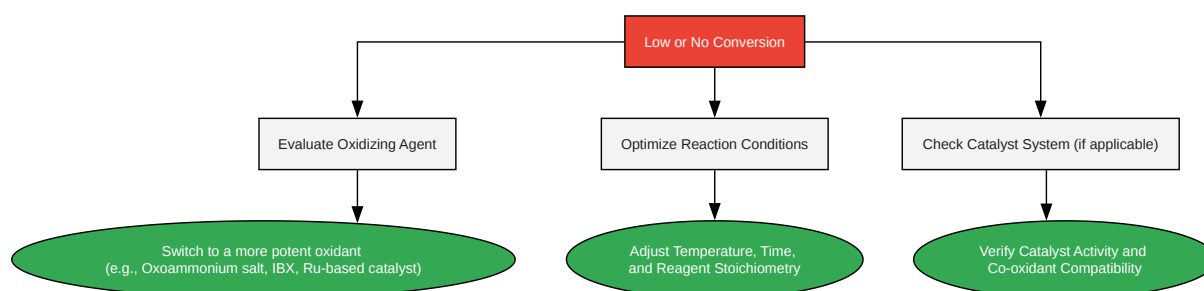 Low or No Conversion
Evaluate Oxidizing Agent
Optimize Reaction Conditions
Check Catalyst System (if applicable)
Switch to a more potent oxidant
(e.g., Oxoammonium salt, IBX, Ru-based catalyst)
Adjust Temperature, Time,
and Reagent Stoichiometry
Verify Catalyst Activity and
Co-oxidant Compatibility